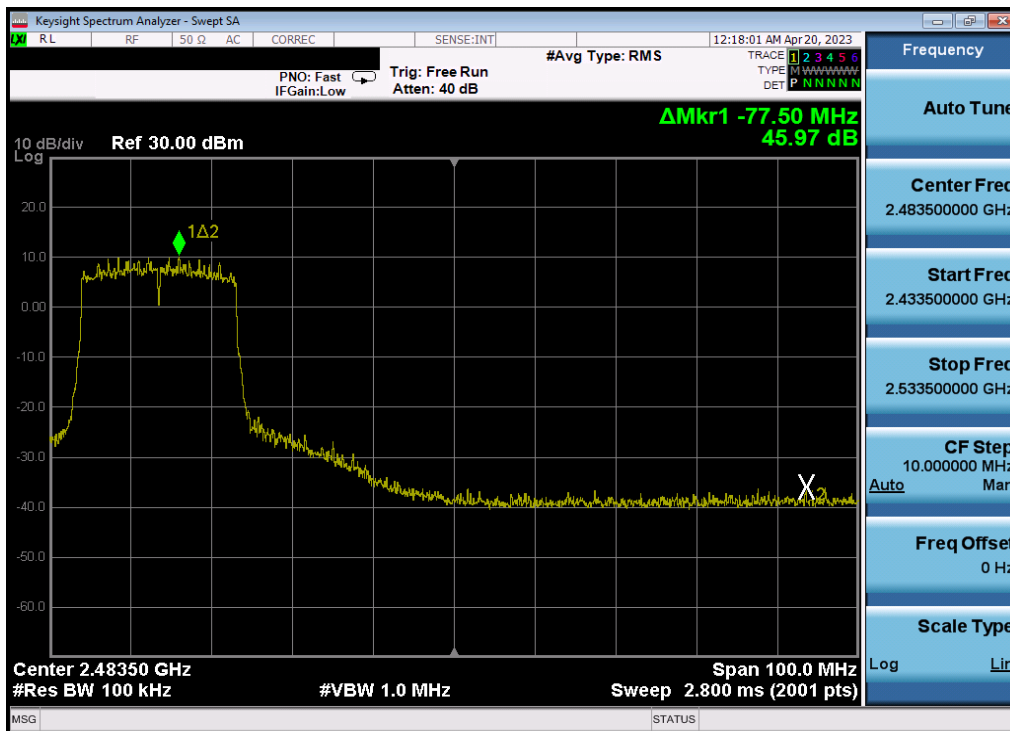 Keysight Spectrum Analyzer - Swept SA
LXI RL RF 50 Ω AC CORREC SENSE:INT 12:18:01 AM Apr 20, 2023
#Avg Type: RMS TRACE 1 2 3 4 5 6
PNO: Fast Trig: Free Run TYPE M WWWWW
IFGain:Low Atten: 40 dB DET P N N N N N
ΔMkr1 -77.50 MHz
45.97 dB
10 dB/div Ref 30.00 dBm
Log
20.0
1Δ2
10.0
0.00
-10.0
-20.0
-30.0
X2
-40.0
-50.0
-60.0
Center 2.48350 GHz Span 100.0 MHz
#Res BW 100 kHz #VBW 1.0 MHz Sweep 2.800 ms (2001 pts)
MSG STATUS
Frequency
Auto Tune
Center Freq
2.483500000 GHz
Start Freq
2.433500000 GHz
Stop Freq
2.533500000 GHz
CF Step
10.000000 MHz
Auto Man
Freq Offset
0 Hz
Scale Type
Log Lin